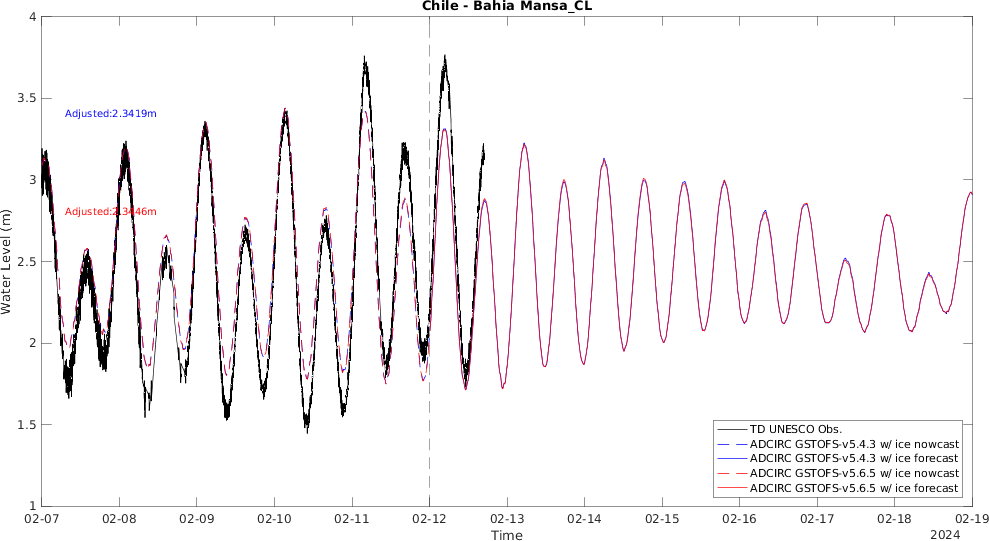 Chile - Bahia Mansa_CL
4
3.5
3
2.5
2
1.5
1
Water Level (m)
Adjusted:2.3419m
Adjusted:2.3446m
TD UNESCO Obs.
ADCIRC GSTOFS-v5.4.3 w/ ice nowcast
ADCIRC GSTOFS-v5.4.3 w/ ice forecast
ADCIRC GSTOFS-v5.6.5 w/ ice nowcast
ADCIRC GSTOFS-v5.6.5 w/ ice forecast
02-07 02-08 02-09 02-10 02-11 02-12 02-13 02-14 02-15 02-16 02-17 02-18 02-19
Time
2024